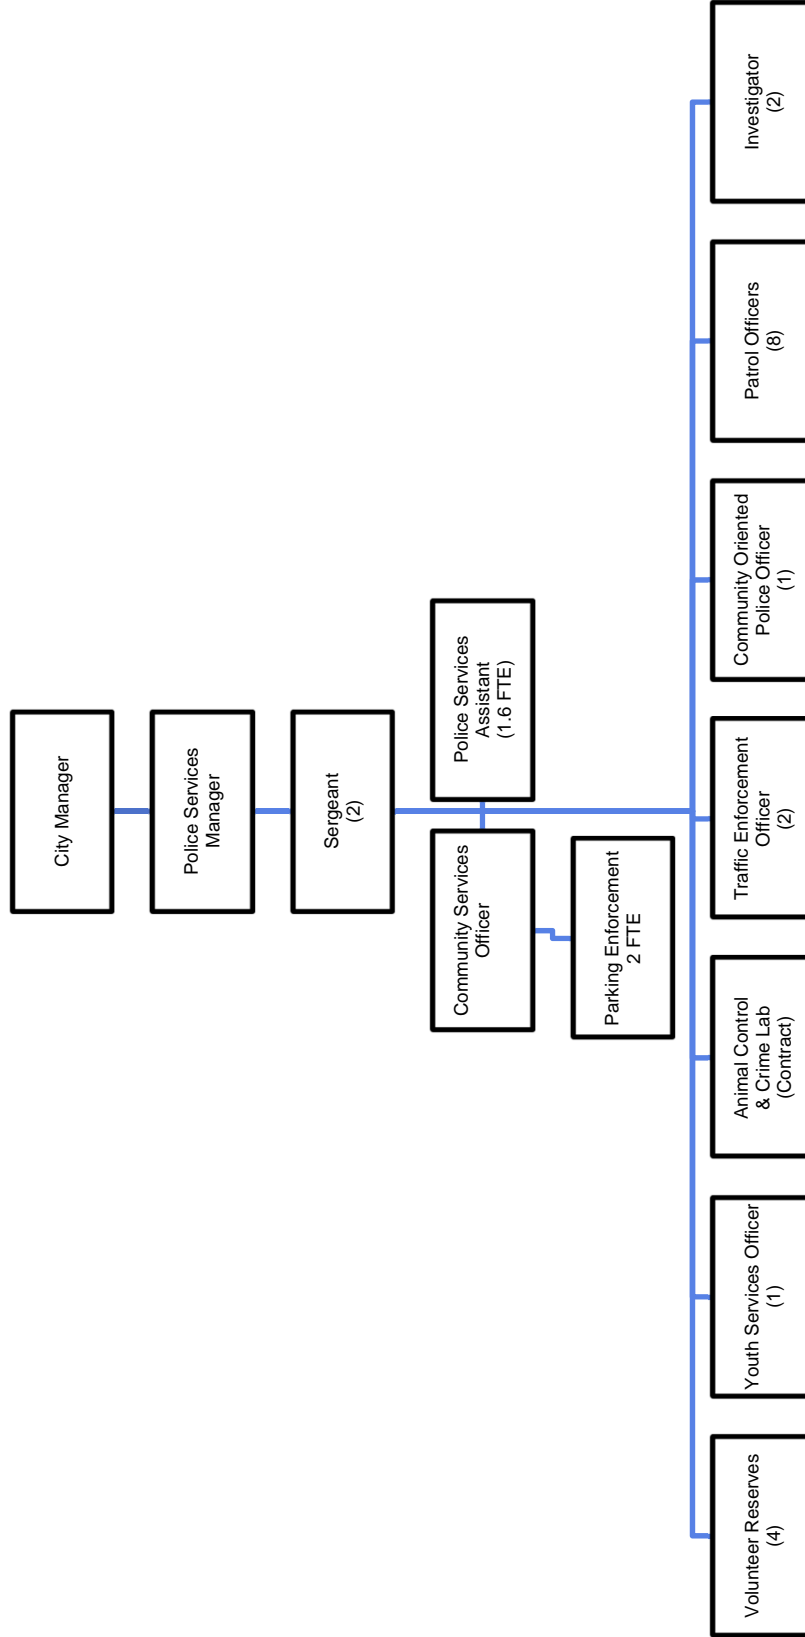 City Manager
Police Services
Manager
Sergeant
(2)
Community Services
Officer
Police Services
Assistant
(1.6 FTE)
Parking Enforcement
2 FTE
Volunteer Reserves
(4)
Youth Services Officer
(1)
Animal Control
& Crime Lab
(Contract)
Traffic Enforcement
Officer
(2)
Community Oriented
Police Officer
(1)
Patrol Officers
(8)
Investigator
(2)